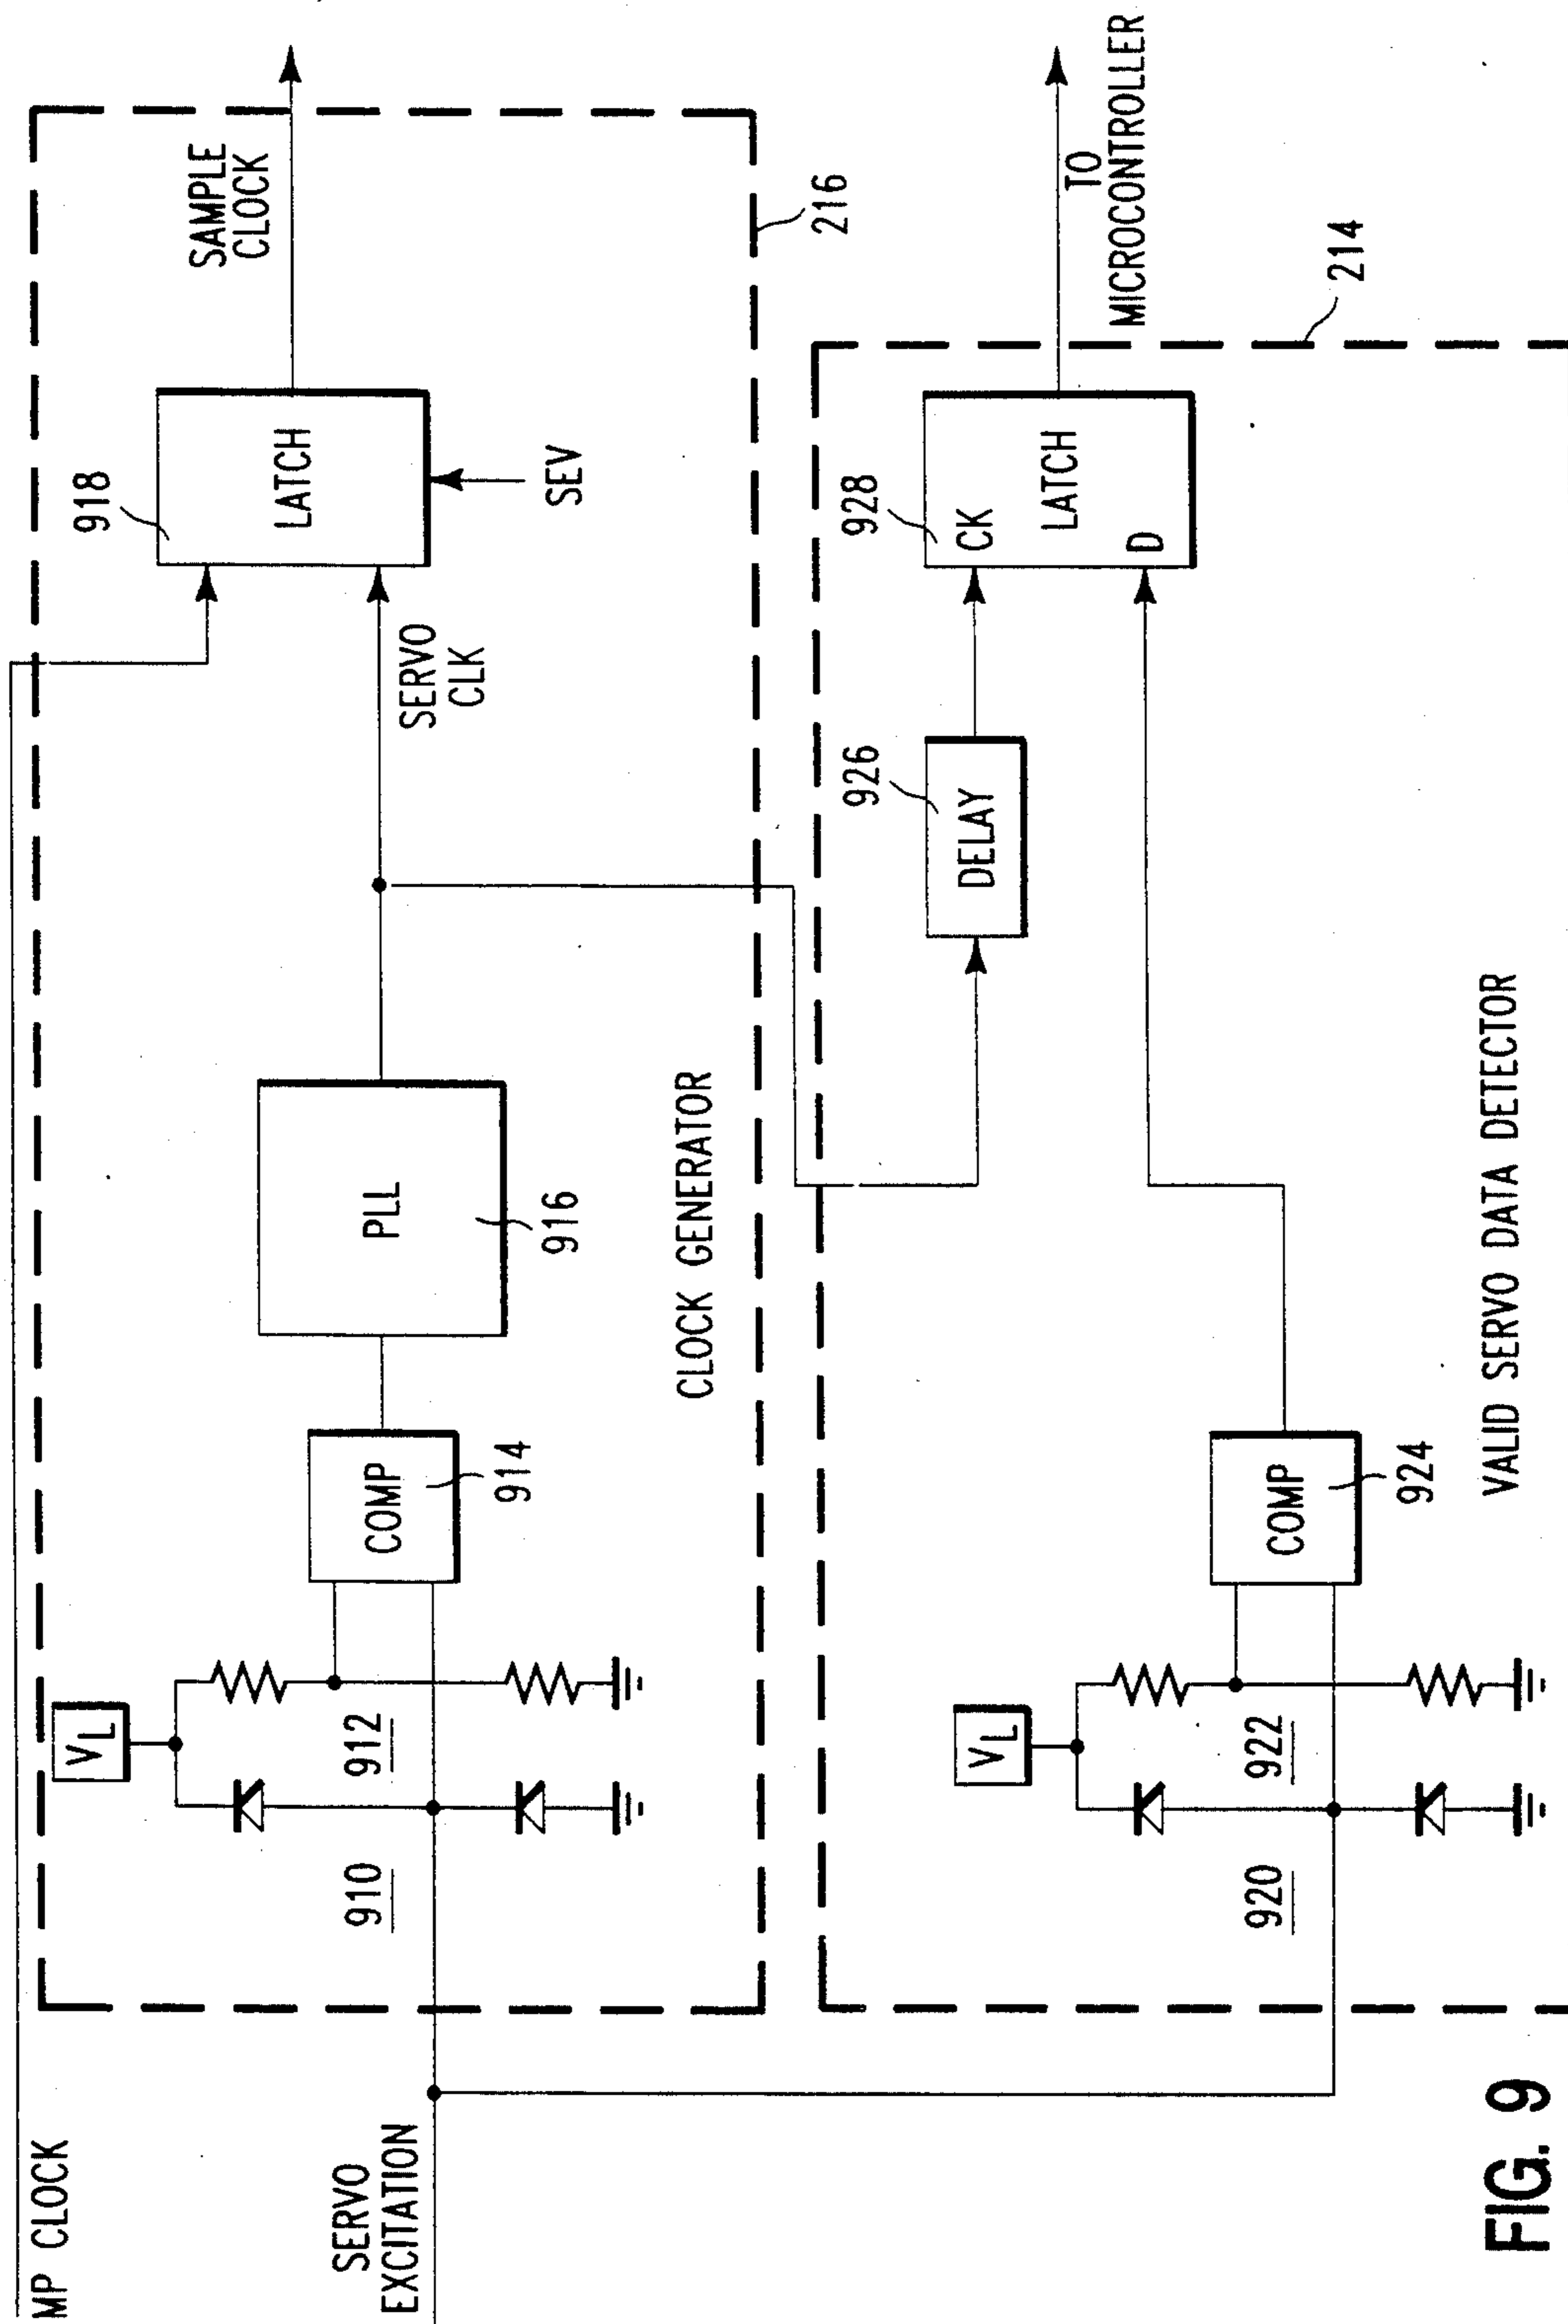 MP CLOCK
SERVO
EXCITATION
910
912
V_L
COMP
914
PLL
916
CLOCK GENERATOR
SERVO
CLK
918
LATCH
SEV
SAMPLE
CLOCK
216
920
922
V_L
COMP
924
DELAY
926
928
CK
LATCH
D
TO
MICROCONTROLLER
214
VALID SERVO DATA DETECTOR
FIG. 9